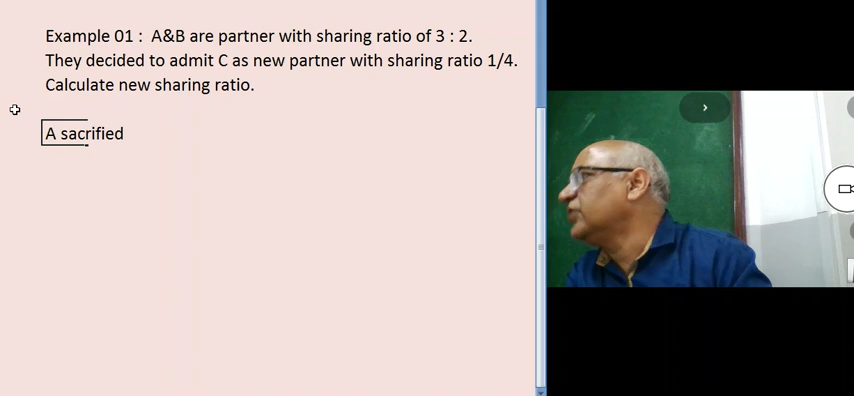 Example 01 :  A&B are partner with sharing ratio of 3 : 2.
They decided to admit C as new partner with sharing ratio 1/4.
Calculate new sharing ratio.
A sacrified